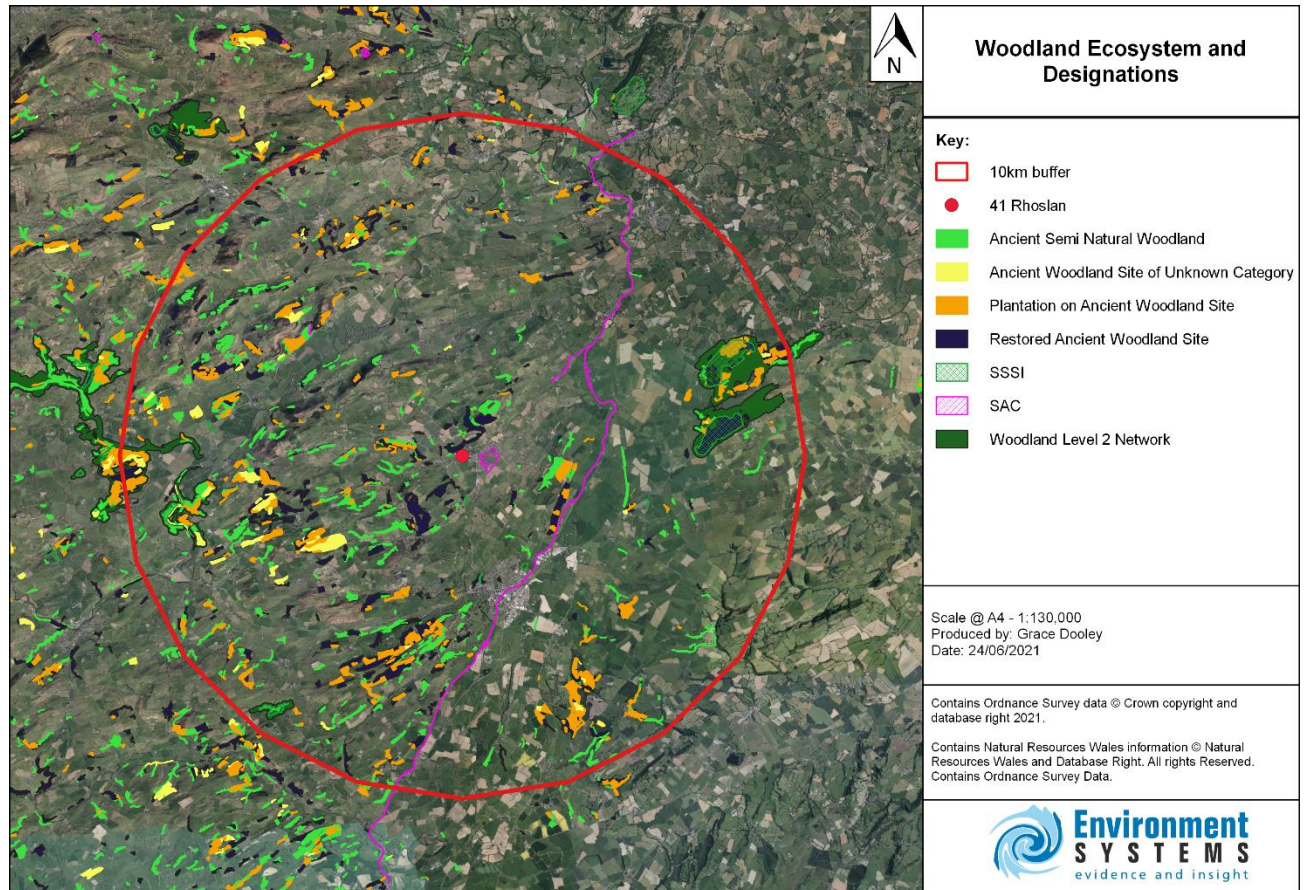 N
Woodland Ecosystem and
Designations
Key:
10km buffer
41 Rhoslan
Ancient Semi Natural Woodland
Ancient Woodland Site of Unknown Category
Plantation on Ancient Woodland Site
Restored Ancient Woodland Site
SSSI
SAC
Woodland Level 2 Network
Scale @ A4 - 1:130,000
Produced by: Grace Dooley
Date: 24/06/2021
Contains Ordnance Survey data © Crown copyright and
database right 2021.
Contains Natural Resources Wales information © Natural
Resources Wales and Database Right. All rights Reserved.
Contains Ordnance Survey Data.
Environment
SYSTEMS
evidence and insight